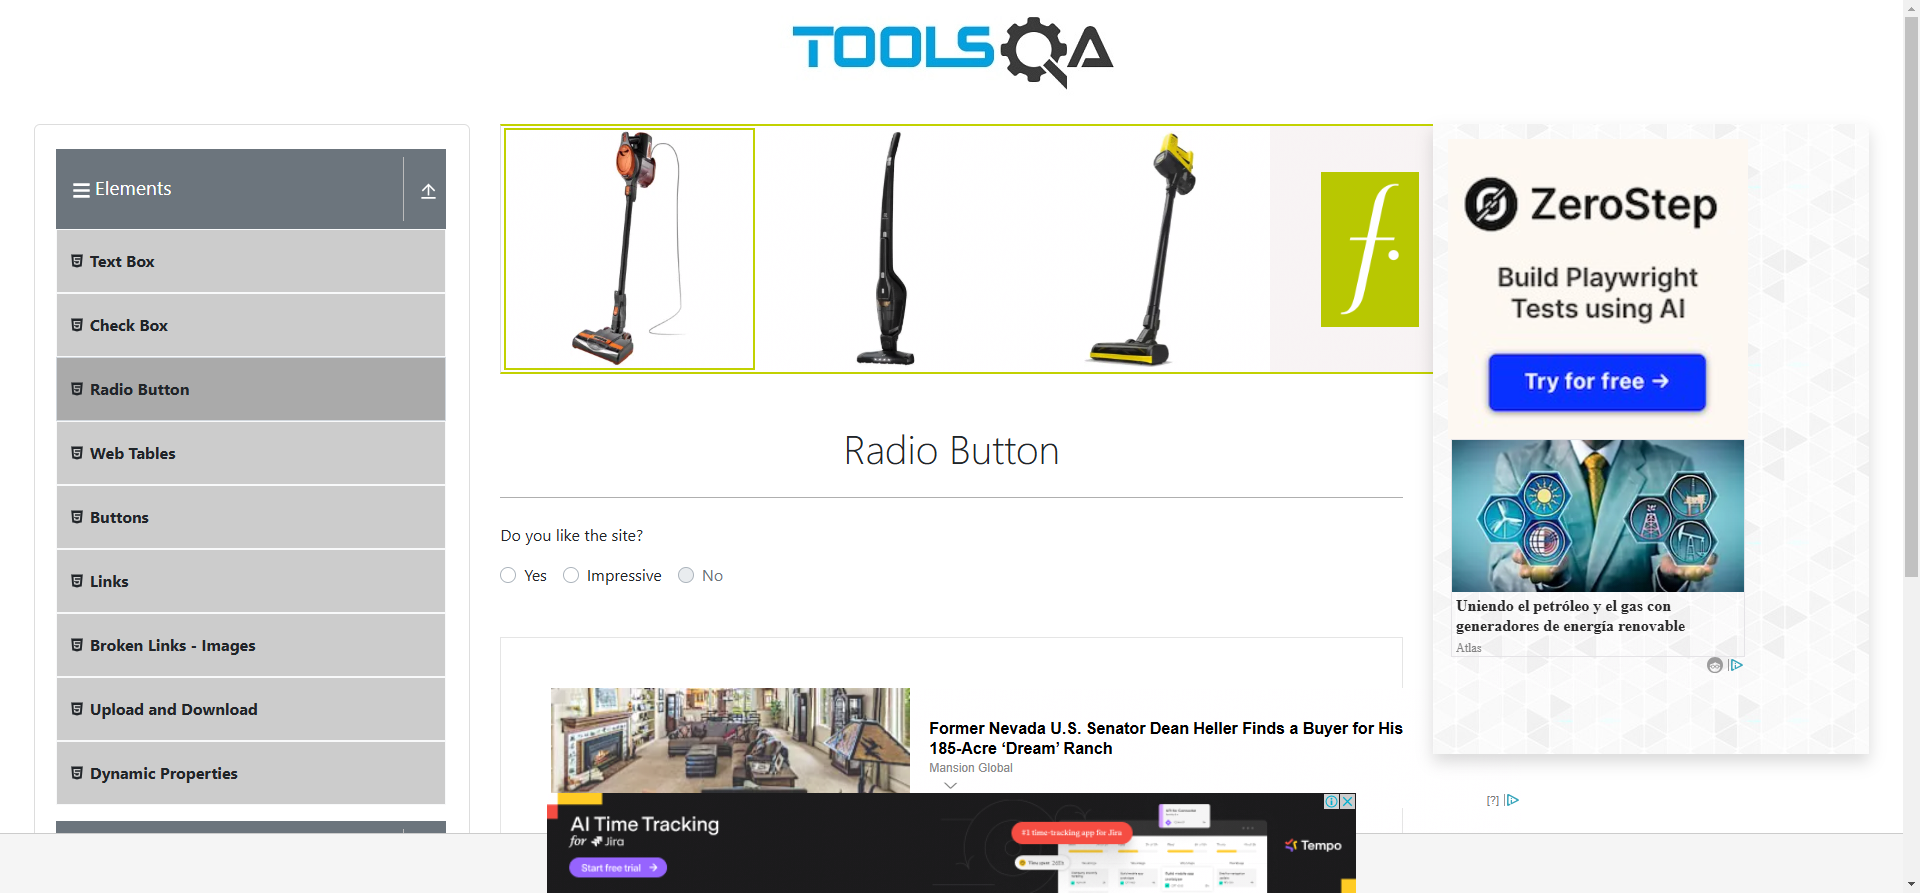 TOOLSQA
Elements
Text Box
Check Box
Radio Button
Web Tables
Buttons
Links
Broken Links - Images
Upload and Download
Dynamic Properties
f.
Radio Button
Do you like the site?
Yes
Impressive
No
Former Nevada U.S. Senator Dean Heller Finds a Buyer for His
185-Acre ‘Dream’ Ranch
Mansion Global
ZeroStep
Build Playwright
Tests using AI
Try for free →
Uniendo el petróleo y el gas con
generadores de energía renovable
Atlas
[?]
AI Time Tracking
for Jira
Start free trial →
#1 time-tracking app for Jira
Tempo